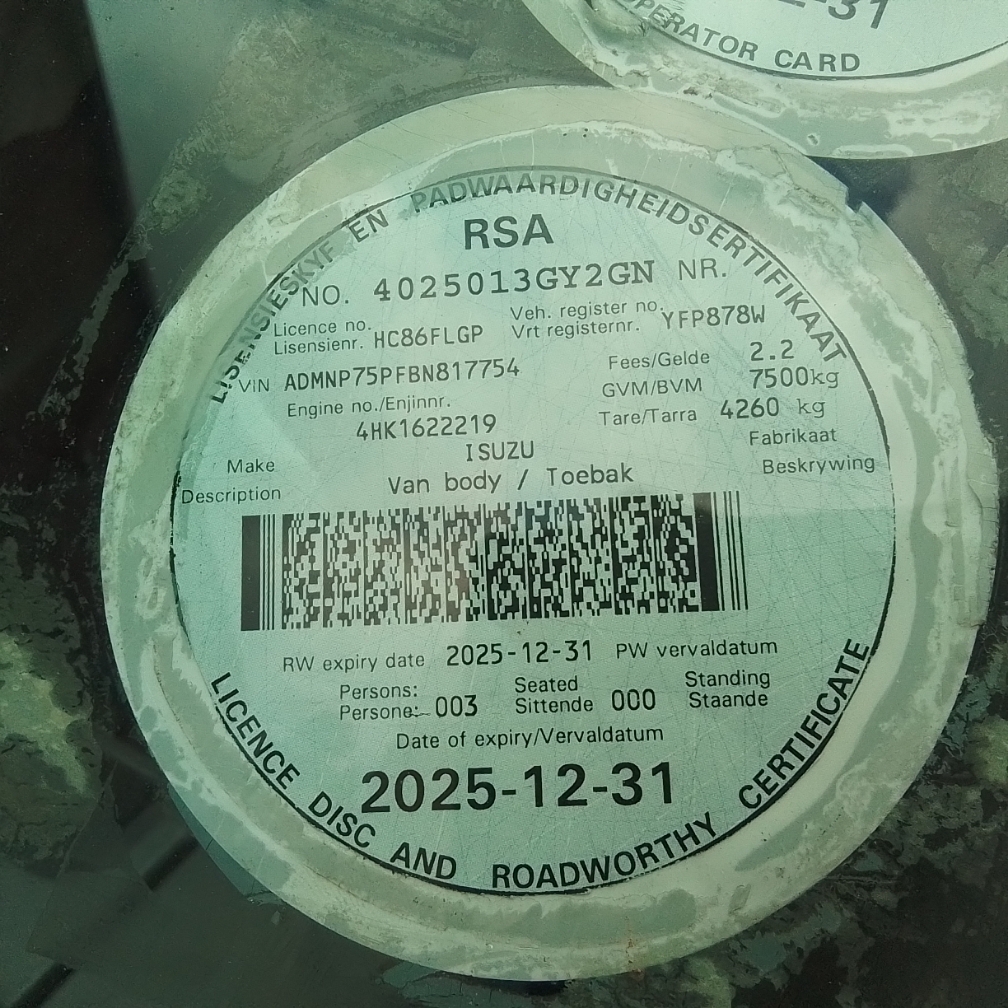 -31
OPERATOR CARD
LISENSIESKYF EN PADWAARDIGHEIDSERTIFIKAAT
RSA
NO. 4025013GY2GN NR.
Licence no. Lisensienr. HC86FLGP Veh. register no. Vrt registernr. YFP878W
VIN ADMNP75PFBN817754 Fees/Gelde 2.2
GVM/BVM 7500kg
Engine no./Enjinnr. Tare/Tarra 4260 kg
4HK1622219
Make ISUZU Fabrikaat
Description Van body / Toebak Beskrywing
RW expiry date 2025-12-31 PW vervaldatum
Persons: Seated Standing
Persone: 003 Sittende 000 Staande
Date of expiry/Vervaldatum
2025-12-31
LICENCE DISC AND ROADWORTHY CERTIFICATE